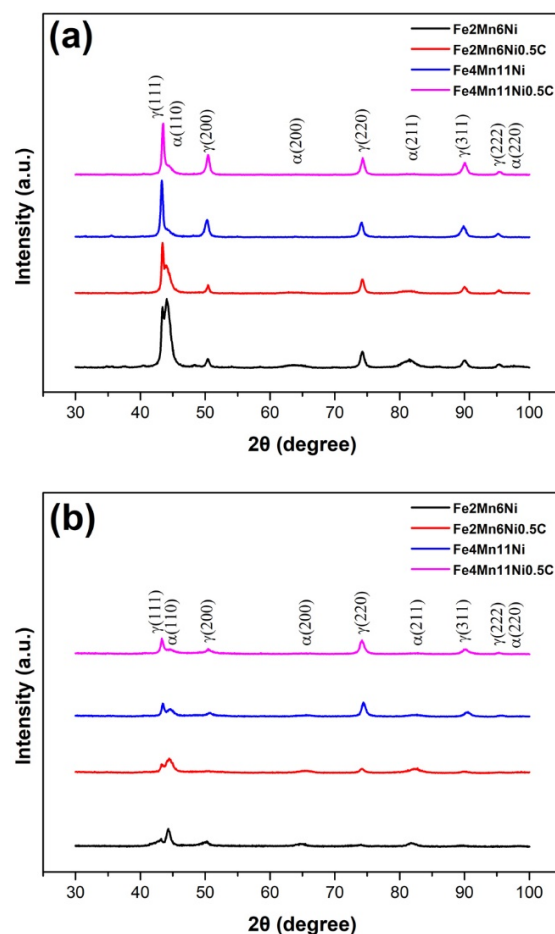 (a)
Fe2Mn6Ni
Fe2Mn6Ni0.5C
Fe4Mn11Ni
Fe4Mn11Ni0.5C
γ(111)
α(110)
γ(200)
α(200)
γ(220)
α(211)
γ(311)
γ(222)
α(220)
Intensity (a.u.)
30 40 50 60 70 80 90 100
2θ (degree)
(b)
Fe2Mn6Ni
Fe2Mn6Ni0.5C
Fe4Mn11Ni
Fe4Mn11Ni0.5C
γ(111)
α(110)
γ(200)
α(200)
γ(220)
α(211)
γ(311)
γ(222)
α(220)
Intensity (a.u.)
30 40 50 60 70 80 90 100
2θ (degree)